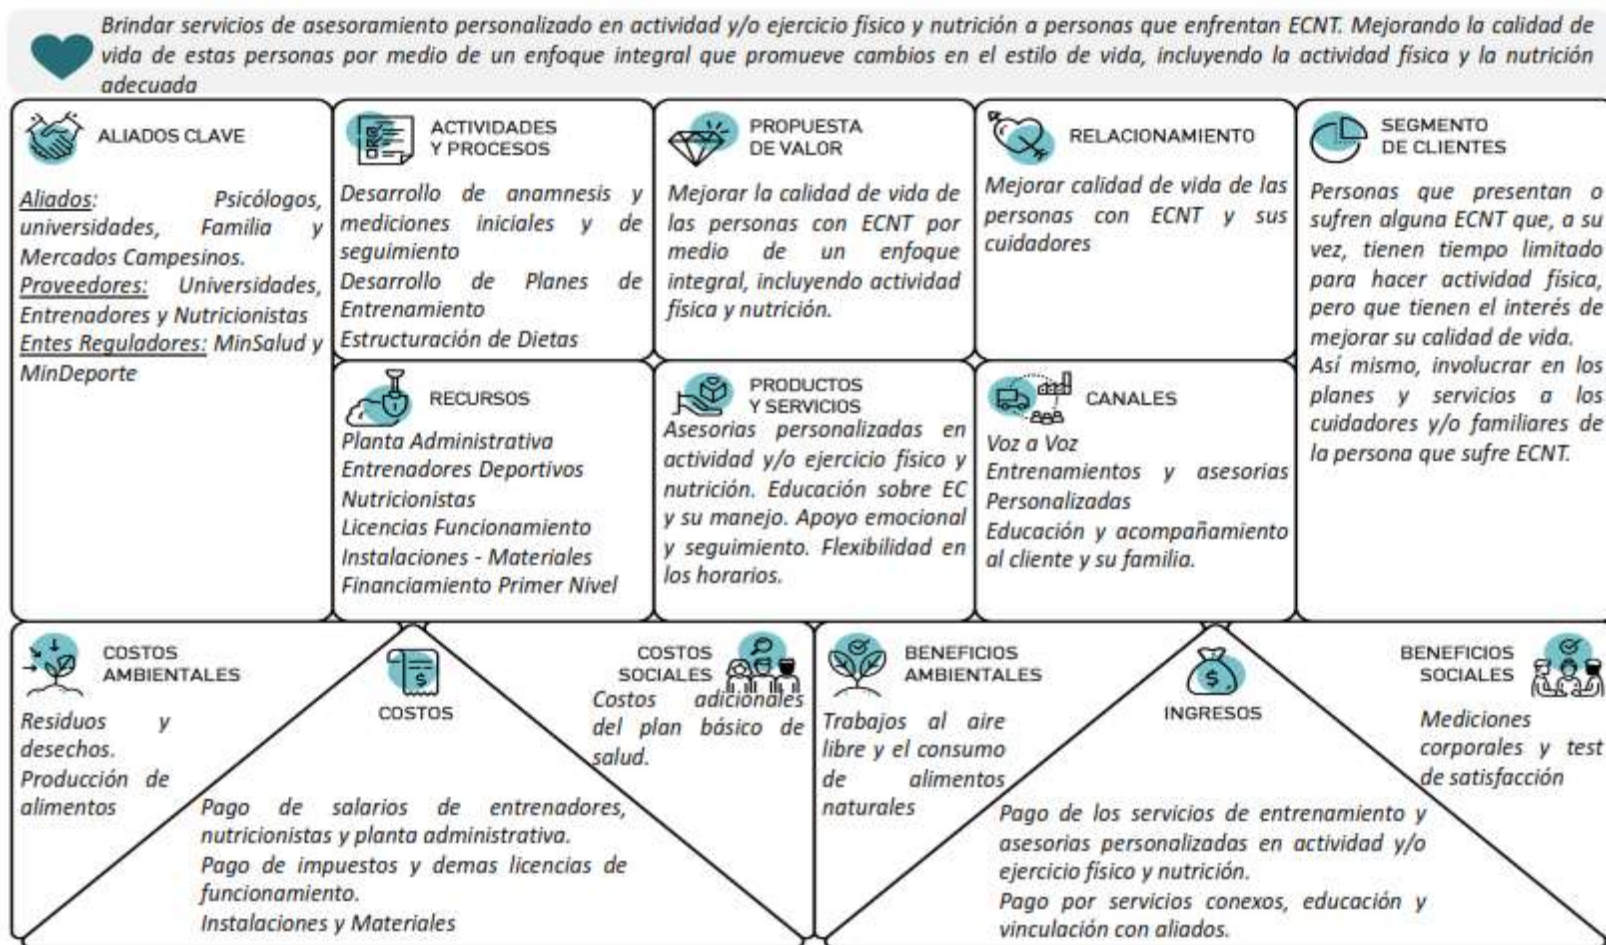 Brindar servicios de asesoramiento personalizado en actividad y/o ejercicio físico y nutrición a personas que enfrentan ECNT. Mejorando la calidad de
vida de estas personas por medio de un enfoque integral que promueve cambios en el estilo de vida, incluyendo la actividad física y la nutrición
adecuada
ALIADOS CLAVE
Aliados: Psicólogos,
universidades, Familia y
Mercados Campesinos.
Proveedores: Universidades,
Entrenadores y Nutricionistas
Entes Reguladores: MinSalud y
MinDeporte
ACTIVIDADES
Y PROCESOS
Desarrollo de anamnesis y
mediciones iniciales y de
seguimiento
Desarrollo de Planes de
Entrenamiento
Estructuración de Dietas
RECURSOS
Planta Administrativa
Entrenadores Deportivos
Nutricionistas
Licencias Funcionamiento
Instalaciones - Materiales
Financiamiento Primer Nivel
PROPUESTA
DE VALOR
Mejorar la calidad de vida de
las personas con ECNT por
medio de un enfoque
integral, incluyendo actividad
física y nutrición.
PRODUCTOS
Y SERVICIOS
Asesorias personalizadas en
actividad y/o ejercicio físico y
nutrición. Educación sobre EC
y su manejo. Apoyo emocional
y seguimiento. Flexibilidad en
los horarios.
RELACIONAMIENTO
Mejorar calidad de vida de las
personas con ECNT y sus
cuidadores
CANALES
Voz a Voz
Entrenamientos y asesorias
Personalizadas
Educación y acompañamiento
al cliente y su familia.
SEGMENTO
DE CLIENTES
Personas que presentan o
sufren alguna ECNT que, a su
vez, tienen tiempo limitado
para hacer actividad física,
pero que tienen el interés de
mejorar su calidad de vida.
Así mismo, involucrar en los
planes y servicios a los
cuidadores y/o familiares de
la persona que sufre ECNT.
COSTOS
AMBIENTALES
Residuos y
desechos.
Producción de
alimentos
$
COSTOS
Pago de salarios de entrenadores,
nutricionistas y planta administrativa.
Pago de impuestos y demas licencias de
funcionamiento.
Instalaciones y Materiales
COSTOS
SOCIALES
Costos adicionales
del plan básico de
salud.
BENEFICIOS
AMBIENTALES
Trabajos al aire
libre y el consumo
de alimentos
naturales
$
INGRESOS
Pago de los servicios de entrenamiento y
asesorias personalizadas en actividad y/o
ejercicio físico y nutrición.
Pago por servicios conexos, educación y
vinculación con aliados.
BENEFICIOS
SOCIALES
Mediciones
corporales y test
de satisfacción